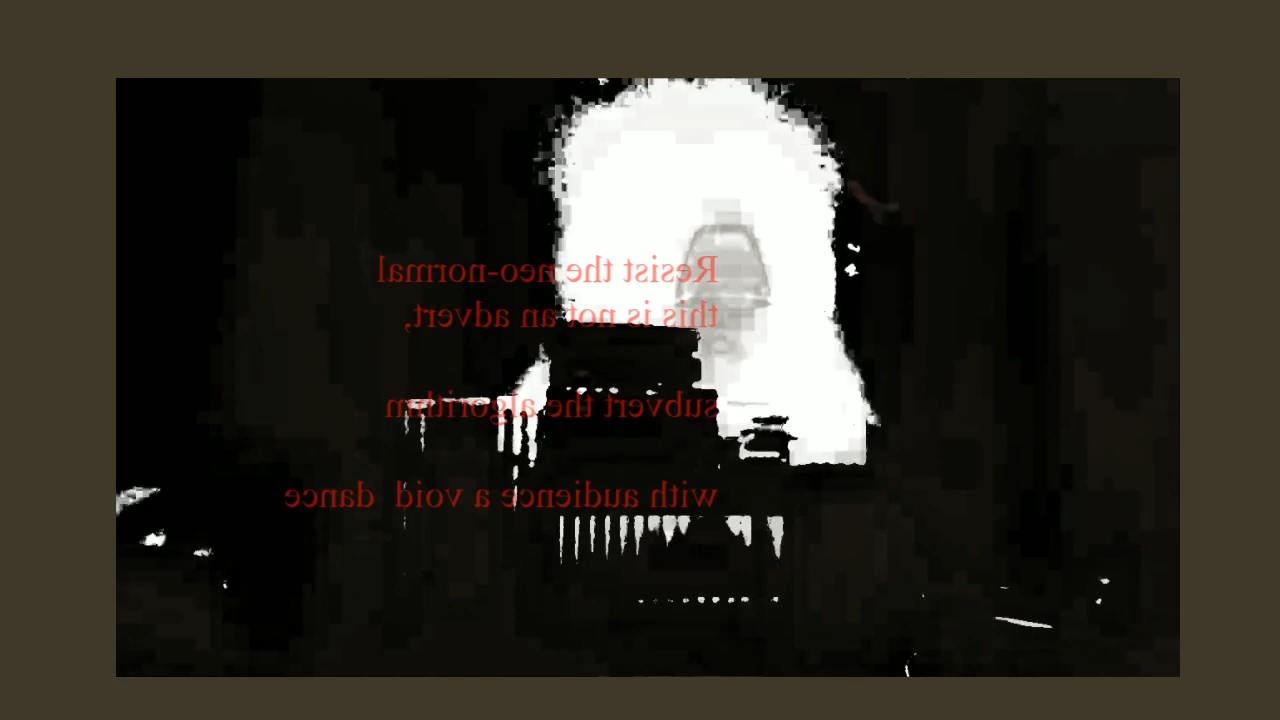 Resist the neo-normal
this is not an advert,
subvert the algorithm
with audience a void dance